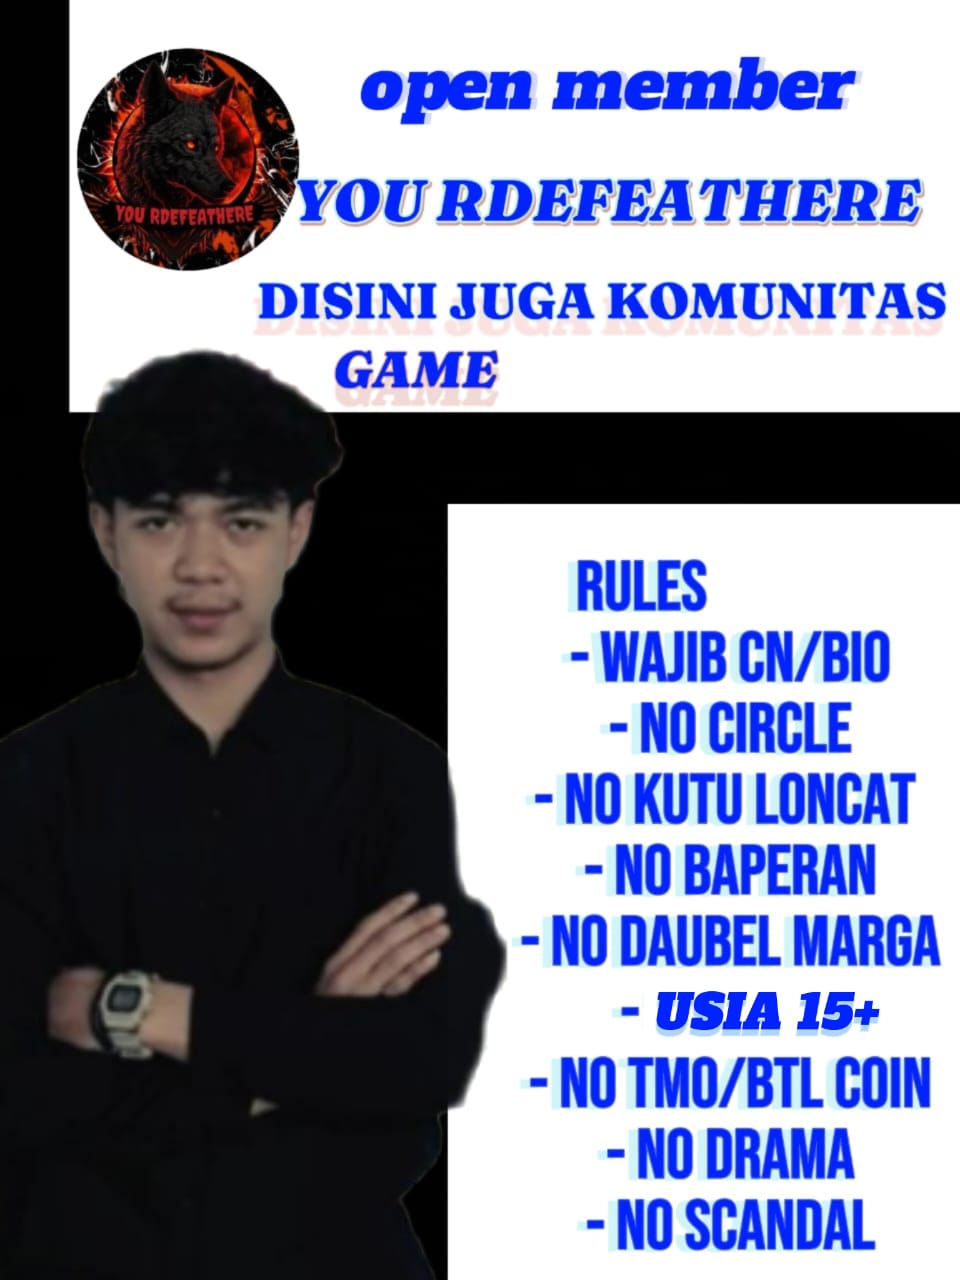 open member
YOU RDEFEATHERE
YOU RDEFEATHERE
DISINI JUGA KOMUNITAS
GAME
RULES
- WAJIB CN/BIO
- NO CIRCLE
- NO KUTU LONCAT
- NO BAPERAN
- NO DAUBEL MARGA
- USIA 15+
- NO TMO/BTL COIN
- NO DRAMA
- NO SCANDAL